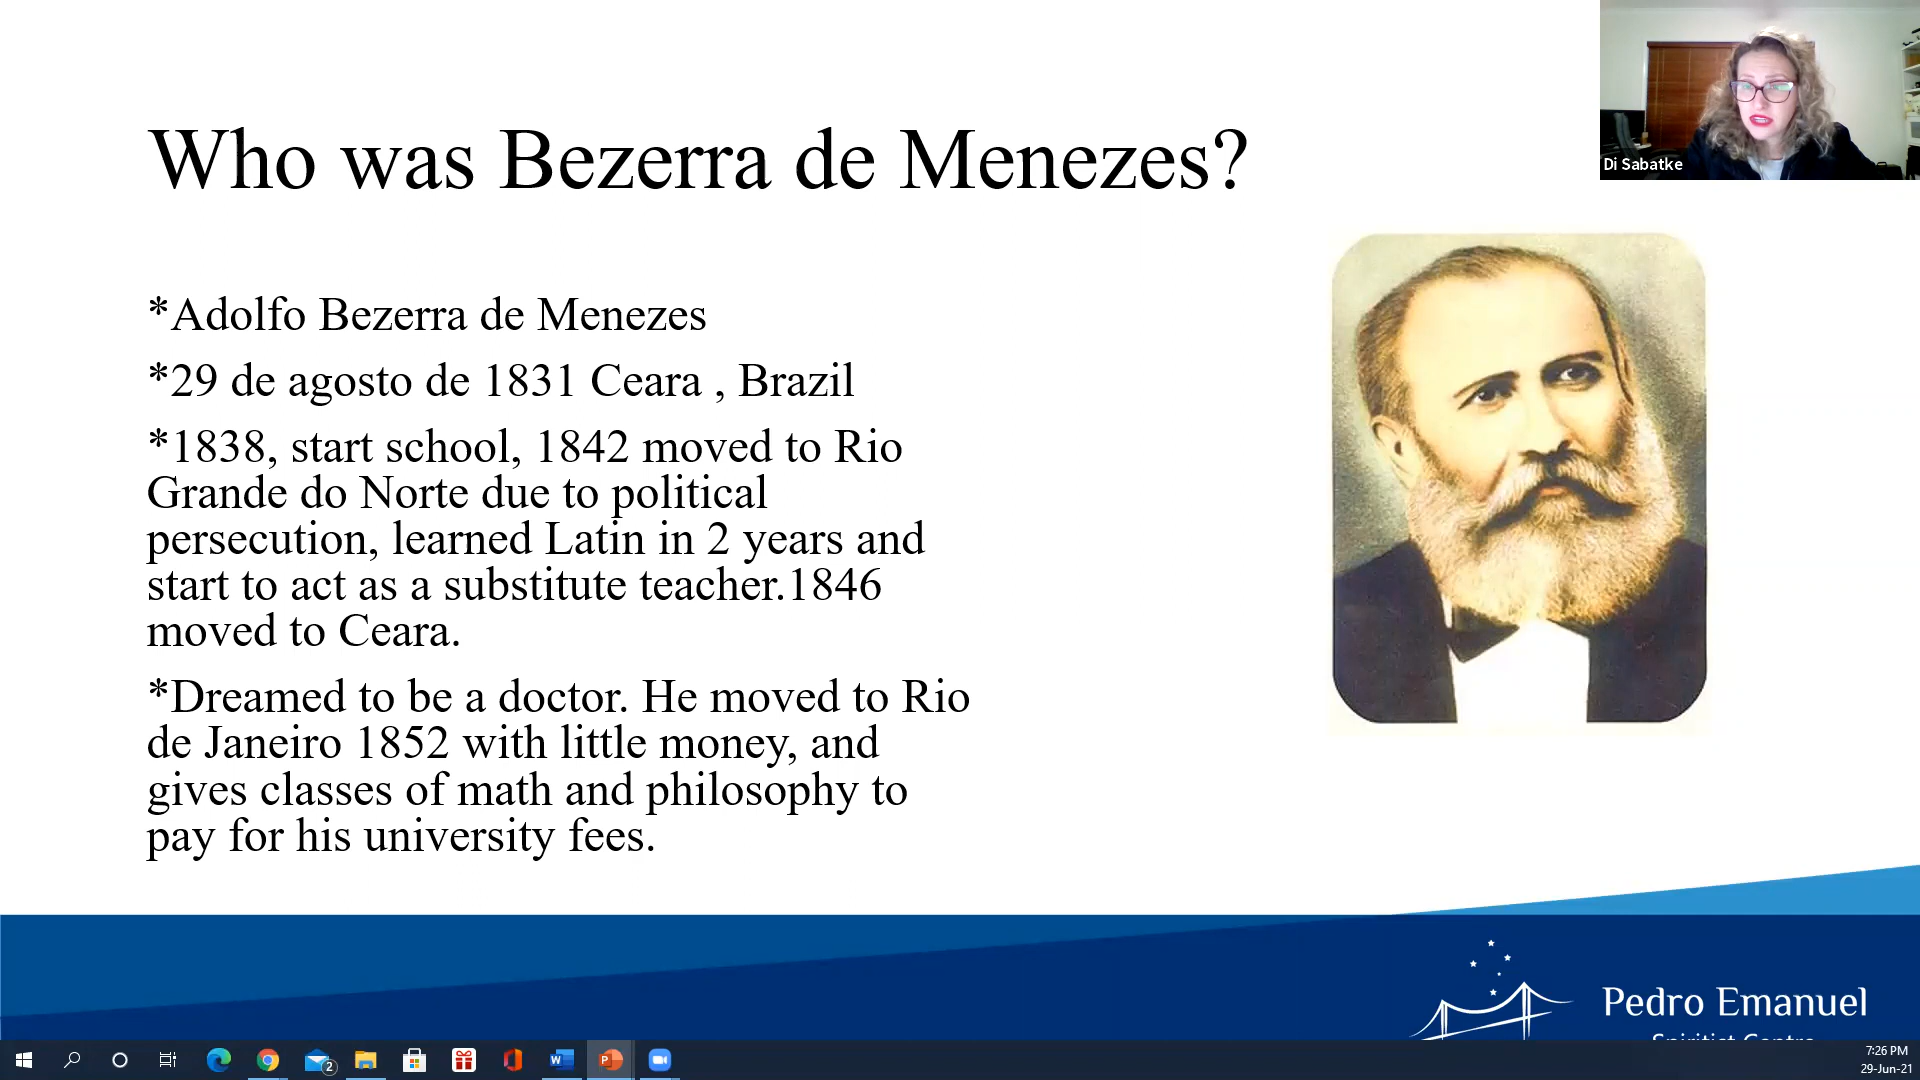 Di Sabatke
Who was Bezerra de Menezes?
*Adolfo Bezerra de Menezes
*29 de agosto de 1831 Ceara , Brazil
*1838, start school, 1842 moved to Rio
Grande do Norte due to political
persecution, learned Latin in 2 years and
start to act as a substitute teacher.1846
moved to Ceara.
*Dreamed to be a doctor. He moved to Rio
de Janeiro 1852 with little money, and
gives classes of math and philosophy to
pay for his university fees.
Pedro Emanuel
Spiritist Centre
2
W
P
7:26 PM
29-Jun-21